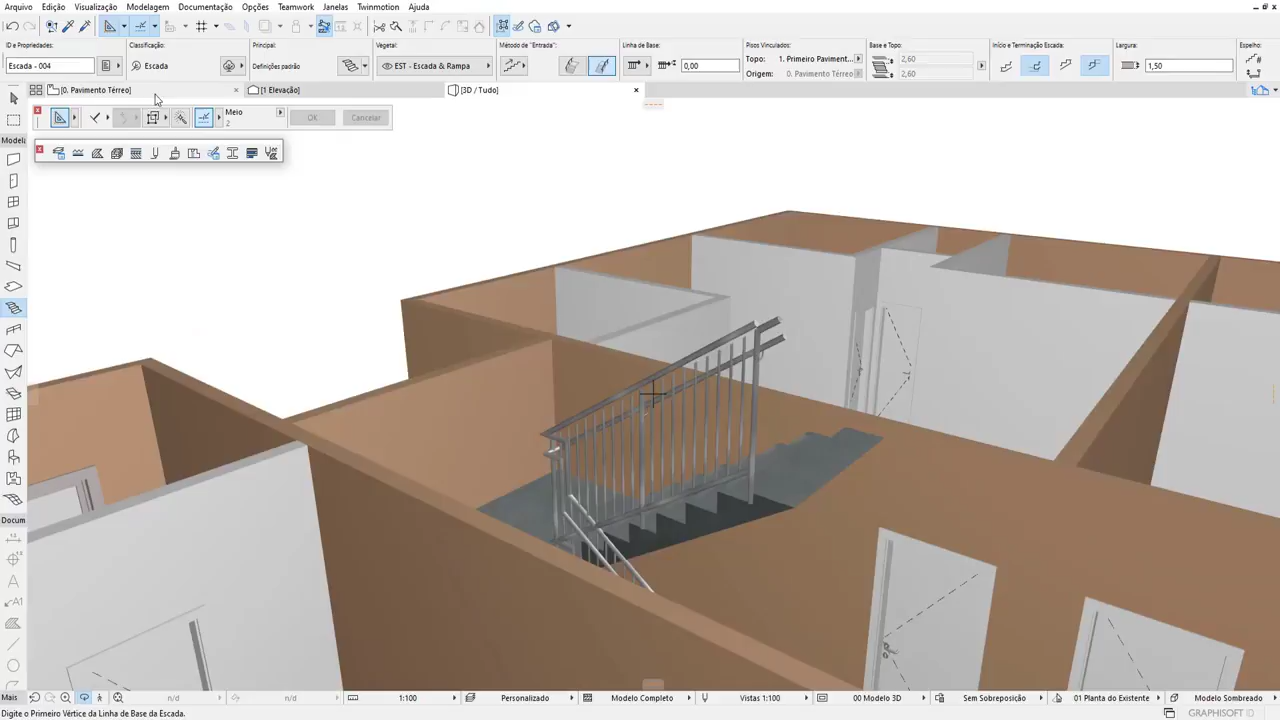 Arquivo Edição Visualização Modelagem Documentação Opções Teamwork Twinmotion Janelas Ajuda
ID e Propriedades: Classificação: Principal: Vegetal: Método de "Entrada": Linha de Base: Pisos Vinculados: Base e Topo: Início e Terminação Escada: Largura: Espelho:
Escada - 004 Escada Definições padrão EST - Escada & Rampa 0,00 Topo: 1. Primeiro Paviment... 2,60 1,50
Origem: 0. Pavimento Térreo 2,60
[0. Pavimento Térreo] [1 Elevação] [3D / Tudo]
Meio
2
OK Cancelar
Modela
Docum
Mais n/d n/d 1:100 Personalizado Modelo Completo Vistas 1:100 00 Modelo 3D Sem Sobreposição 01 Planta do Existente Modelo Sombreado
Digite o Primeiro Vértice da Linha de Base da Escada. GRAPHISOFT ID